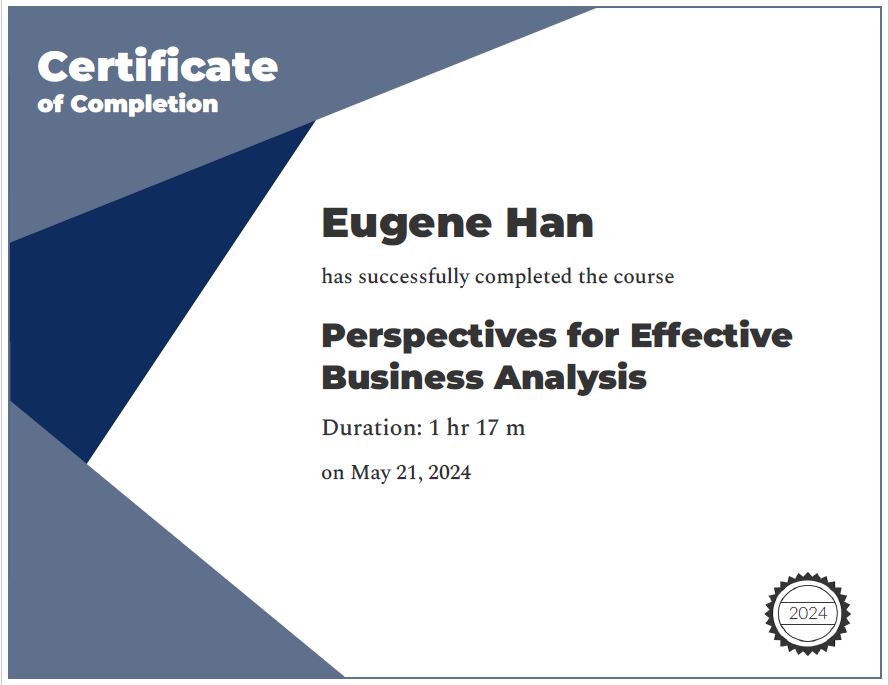 Certificate
of Completion
Eugene Han
has successfully completed the course
Perspectives for Effective
Business Analysis
Duration: 1 hr 17 m
on May 21, 2024
2024